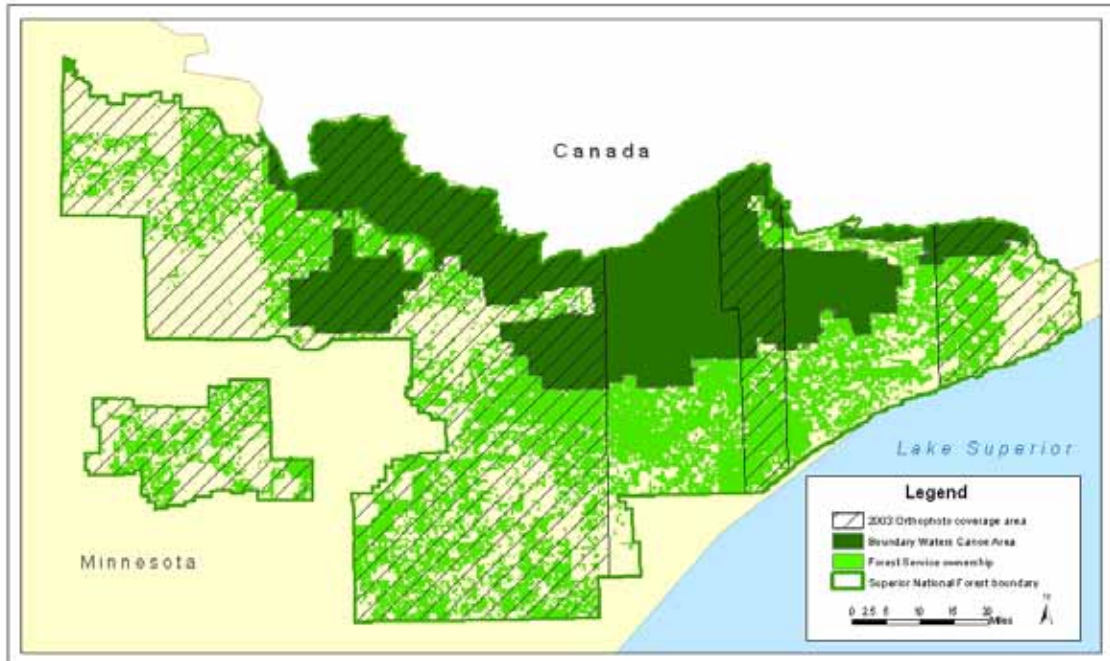 Canada
Lake Superior
Minnesota
Legend
2003 Orthophoto coverage area
Boundary Waters Canoe Area
Forest Service ownership
Superior National Forest boundary
0 2.5 5 10 15 20
Miles
N